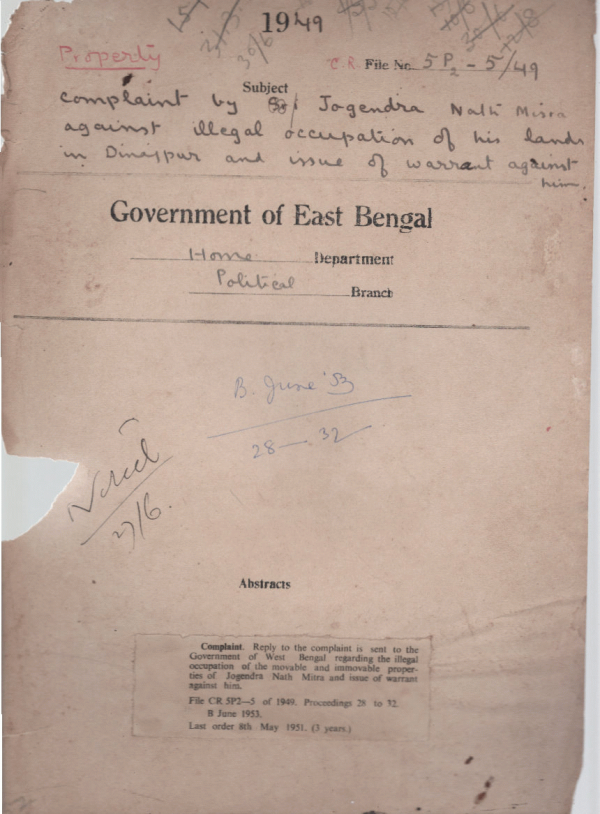 1949
Property
C.R. File No. 5P2 - 5/49
Subject
complaint by Jogendra Nath Misra
against illegal occupation of his lands
in Dinajpur and issue of warrant against
him.
Government of East Bengal
Home Department
Political Branch
B. June '53
28 — 32
27/6.
Abstracts
Complaint. Reply to the complaint is sent to the
Government of West Bengal regarding the illegal
occupation of the movable and immovable proper-
ties of Jogendra Nath Mitra and issue of warrant
against him.
File CR 5P2—5 of 1949. Proceedings 28 to 32.
B June 1953.
Last order 8th May 1951. (3 years.)